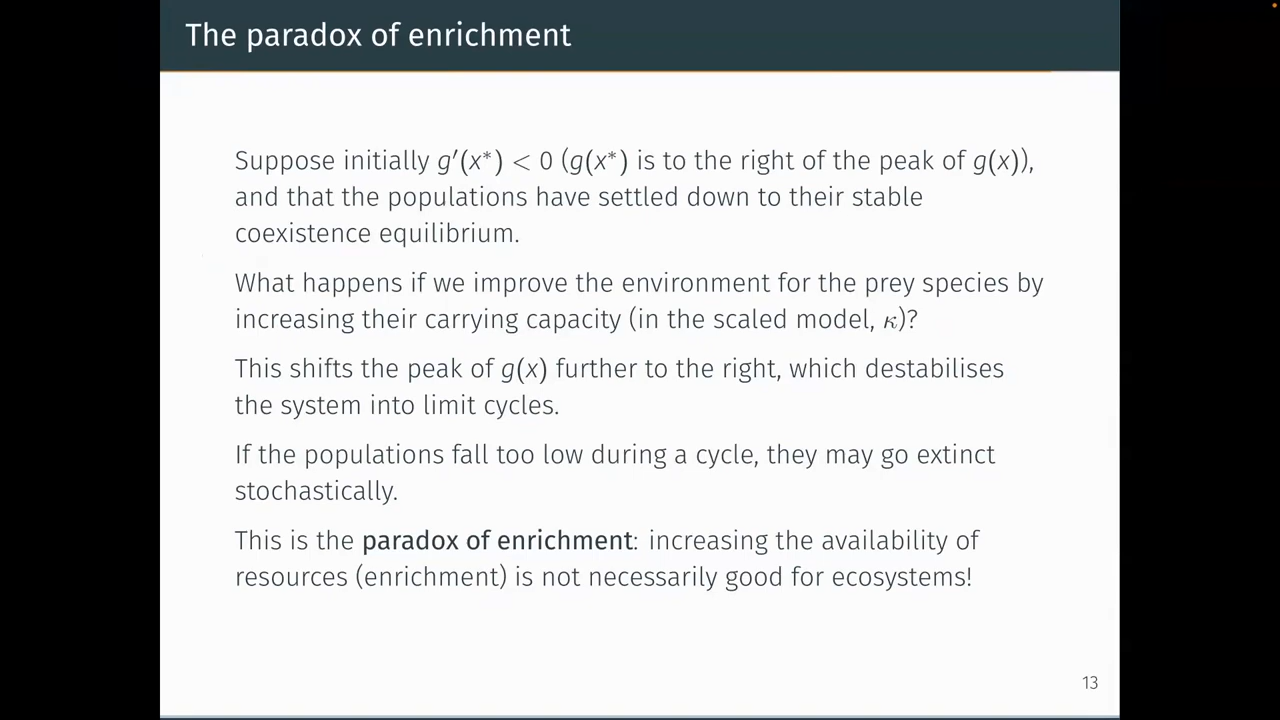 The paradox of enrichment
Suppose initially g′(x*) < 0 (g(x*) is to the right of the peak of g(x)),
and that the populations have settled down to their stable
coexistence equilibrium.
What happens if we improve the environment for the prey species by
increasing their carrying capacity (in the scaled model, κ)?
This shifts the peak of g(x) further to the right, which destabilises
the system into limit cycles.
If the populations fall too low during a cycle, they may go extinct
stochastically.
This is the paradox of enrichment: increasing the availability of
resources (enrichment) is not necessarily good for ecosystems!
13